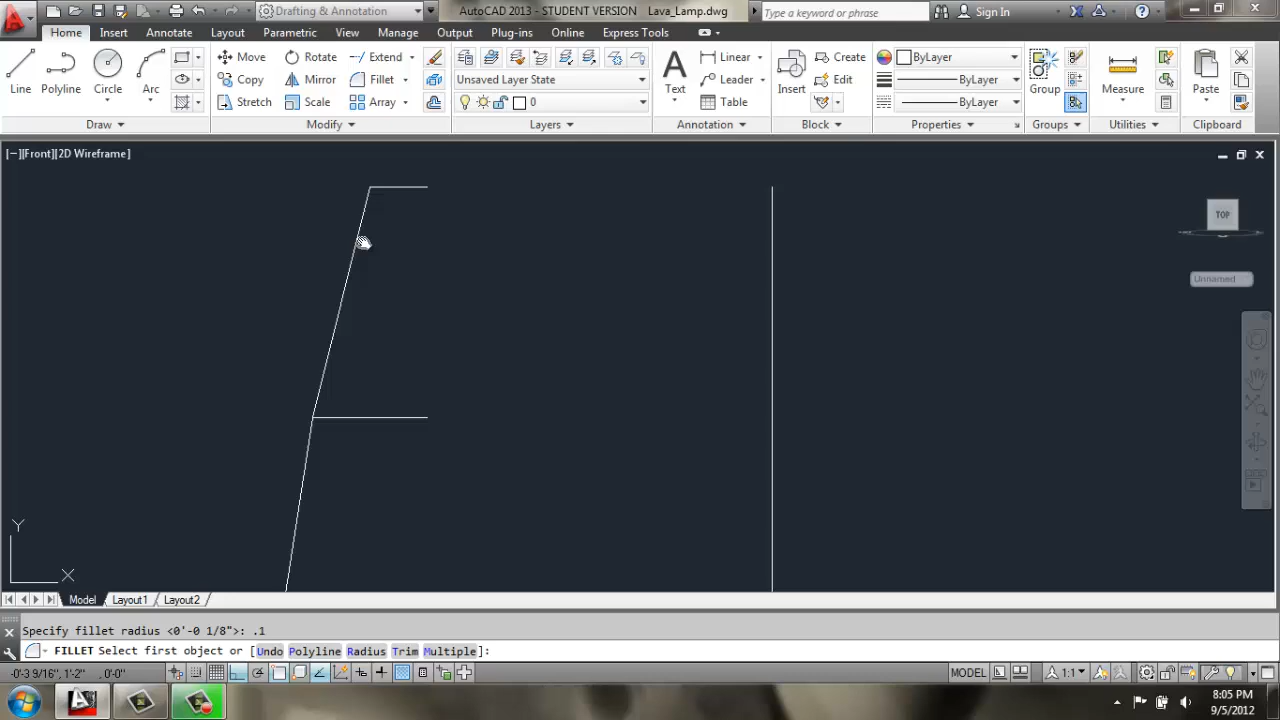 Drafting & Annotation
AutoCAD 2013 - STUDENT VERSION Lava_Lamp.dwg
Type a keyword or phrase
Sign In
Home Insert Annotate Layout Parametric View Manage Output Plug-ins Online Express Tools
Line Polyline Circle Arc
Move Rotate Extend
Copy Mirror Fillet
Stretch Scale Array
Unsaved Layer State
0
Text
Linear
Leader
Table
Insert
Create
Edit
ByLayer
ByLayer
ByLayer
Group
Measure
Paste
Draw Modify Layers Annotation Block Properties Groups Utilities Clipboard
[−][Front][2D Wireframe]
TOP
Unnamed
Y
X
Model Layout1 Layout2
Specify fillet radius <0'-0 1/8">: .1
FILLET Select first object or [Undo Polyline Radius Trim Multiple]:
-0'-3 9/16", 1'-2" , 0'-0"
MODEL
1:1
8:05 PM
9/5/2012